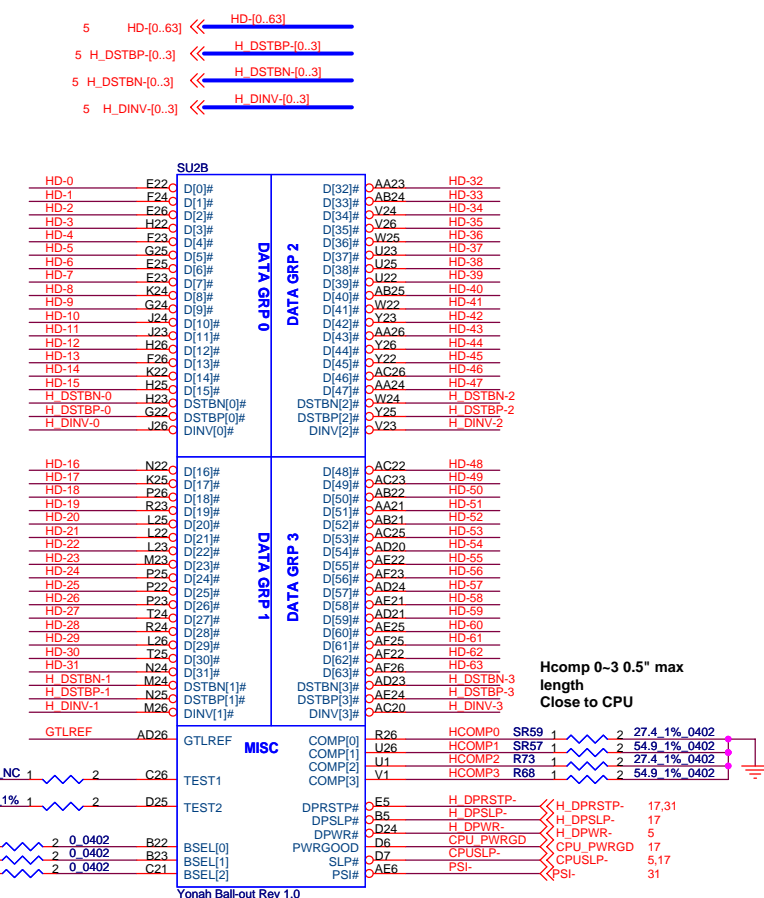 5 HD-[0..63] HD-[0..63]
5 H_DSTBP-[0..3] H_DSTBP-[0..3]
5 H_DSTBN-[0..3] H_DSTBN-[0..3]
5 H_DINV-[0..3] H_DINV-[0..3]
SU2B
HD-0 E22 D[0]# D[32]# AA23 HD-32
HD-1 F24 D[1]# D[33]# AB24 HD-33
HD-2 E26 D[2]# D[34]# V24 HD-34
HD-3 H22 D[3]# D[35]# V26 HD-35
HD-4 F23 D[4]# D[36]# W25 HD-36
HD-5 G25 D[5]# D[37]# U23 HD-37
HD-6 E25 D[6]# D[38]# U25 HD-38
HD-7 E23 D[7]# D[39]# U22 HD-39
HD-8 K24 D[8]# D[40]# AB25 HD-40
HD-9 G24 D[9]# D[41]# W22 HD-41
HD-10 J24 D[10]# D[42]# Y23 HD-42
HD-11 J23 D[11]# D[43]# AA26 HD-43
HD-12 H26 D[12]# D[44]# Y26 HD-44
HD-13 F26 D[13]# D[45]# Y22 HD-45
HD-14 K22 D[14]# D[46]# AC26 HD-46
HD-15 H25 D[15]# D[47]# AA24 HD-47
H_DSTBN-0 H23 DSTBN[0]# DSTBN[2]# W24 H_DSTBN-2
H_DSTBP-0 G22 DSTBP[0]# DSTBP[2]# Y25 H_DSTBP-2
H_DINV-0 J26 DINV[0]# DINV[2]# V23 H_DINV-2
DATA GRP 0
DATA GRP 2
HD-16 N22 D[16]# D[48]# AC22 HD-48
HD-17 K25 D[17]# D[49]# AC23 HD-49
HD-18 P26 D[18]# D[50]# AB22 HD-50
HD-19 R23 D[19]# D[51]# AA21 HD-51
HD-20 L25 D[20]# D[52]# AB21 HD-52
HD-21 L22 D[21]# D[53]# AC25 HD-53
HD-22 L23 D[22]# D[54]# AD20 HD-54
HD-23 M23 D[23]# D[55]# AE22 HD-55
HD-24 P25 D[24]# D[56]# AF23 HD-56
HD-25 P22 D[25]# D[57]# AD24 HD-57
HD-26 P23 D[26]# D[58]# AE21 HD-58
HD-27 T24 D[27]# D[59]# AD21 HD-59
HD-28 R24 D[28]# D[60]# AE25 HD-60
HD-29 L26 D[29]# D[61]# AF25 HD-61
HD-30 T25 D[30]# D[62]# AF22 HD-62
HD-31 N24 D[31]# D[63]# AF26 HD-63
H_DSTBN-1 M24 DSTBN[1]# DSTBN[3]# AD23 H_DSTBN-3
H_DSTBP-1 N25 DSTBP[1]# DSTBP[3]# AE24 H_DSTBP-3
H_DINV-1 M26 DINV[1]# DINV[3]# AC20 H_DINV-3
DATA GRP 1
DATA GRP 3
Hcomp 0~3 0.5" max
length
Close to CPU
GTLREF AD26 GTLREF MISC
COMP[0] R26 HCOMP0 SR59 1 2 27.4_1%_0402
COMP[1] U26 HCOMP1 SR57 1 2 54.9_1%_0402
COMP[2] U1 HCOMP2 R73 1 2 27.4_1%_0402
COMP[3] V1 HCOMP3 R68 1 2 54.9_1%_0402
_NC 1 2 C26 TEST1
1% 1 2 D25 TEST2
DPRSTP# E5 H_DPRSTP- H_DPRSTP- 17,31
DPSLP# B5 H_DPSLP- H_DPSLP- 17
DPWR# D24 H_DPWR- H_DPWR- 5
2 0_0402 B22 BSEL[0] PWRGOOD D6 CPU_PWRGD CPU_PWRGD 17
2 0_0402 B23 BSEL[1] SLP# D7 CPUSLP- CPUSLP- 5,17
2 0_0402 C21 BSEL[2] PSI# AE6 PSI- PSI- 31
Yonah Ball-out Rev 1.0